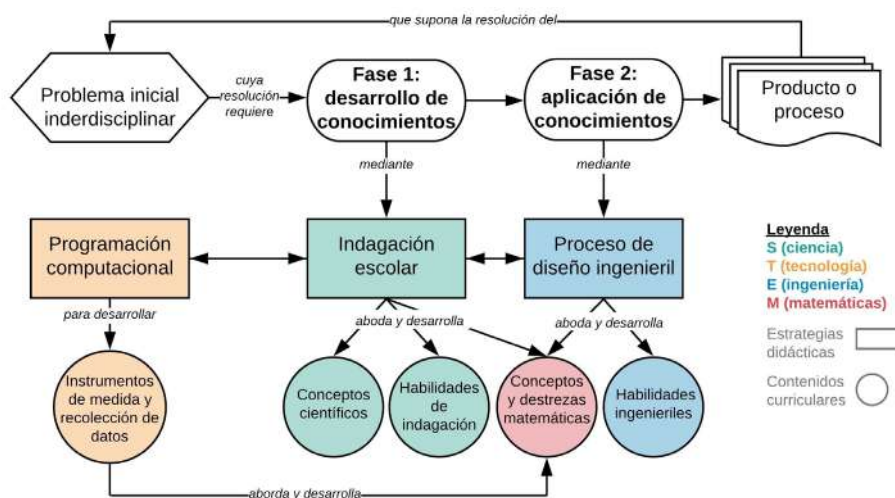 que supona la resolución del
Problema inicial
inderdisciplinar
cuya
resolución
requiere
Fase 1:
desarrollo de
conocimientos
Fase 2:
aplicación de
conocimientos
Producto o
proceso
mediante
mediante
Programación
computacional
Indagación
escolar
Proceso de
diseño ingenieril
Leyenda
S (ciencia)
T (tecnología)
E (ingeniería)
M (matemáticas)
Estrategias
didácticas
Contenidos
curriculares
para desarrollar
aboda y desarrolla
aboda y desarrolla
Instrumentos
de medida y
recolección de
datos
Conceptos
científicos
Habilidades
de
indagación
Conceptos
y destrezas
matemáticas
Habilidades
ingenieriles
aborda y desarrolla